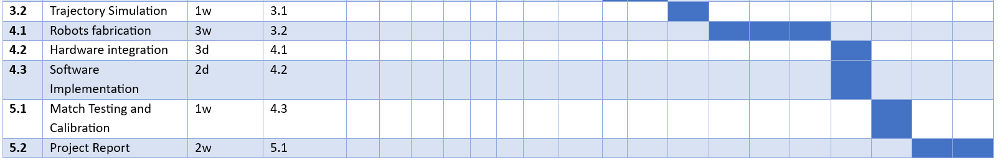 3.2 Trajectory Simulation 1w 3.1
4.1 Robots fabrication 3w 3.2
4.2 Hardware integration 3d 4.1
4.3 Software 2d 4.2
Implementation
5.1 Match Testing and 1w 4.3
Calibration
5.2 Project Report 2w 5.1